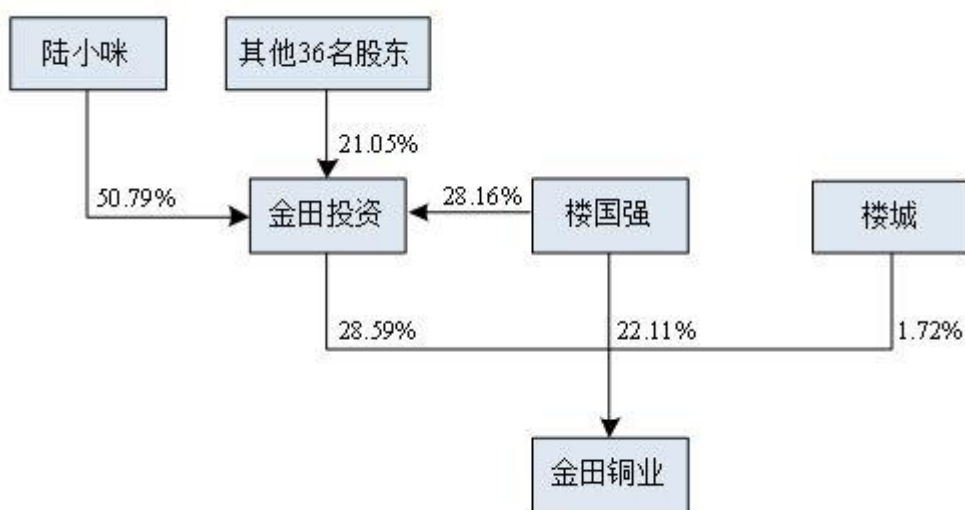 陆小咪
其他36名股东
21.05%
50.79%
金田投资
28.16%
楼国强
楼城
28.59%
22.11%
1.72%
金田铜业